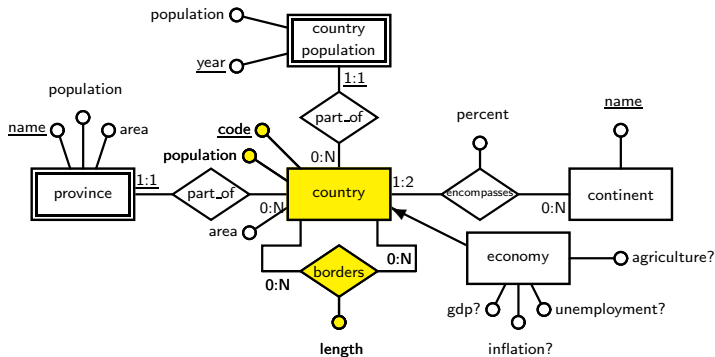 population
country
population
year
1:1
population
part_of
percent
name
name
area
code
population
0:N
1:1
1:2
province
part_of
country
encompasses
continent
0:N
0:N
area
economy
agriculture?
borders
0:N
0:N
gdp?
unemployment?
length
inflation?